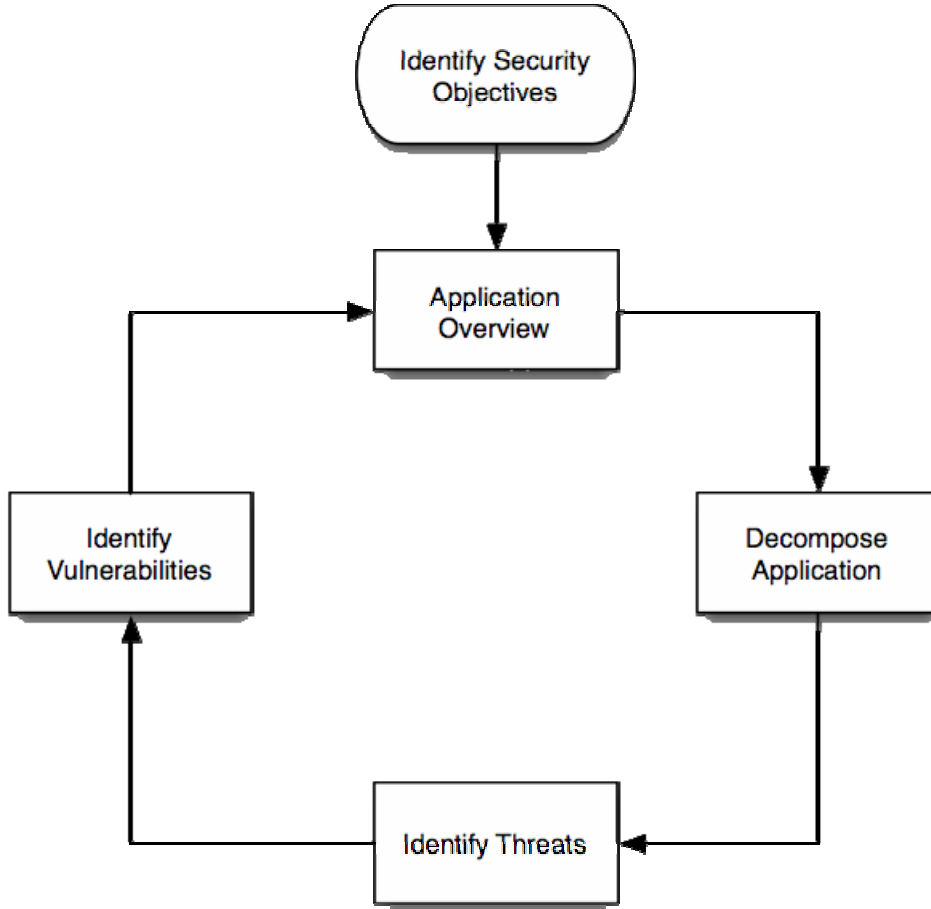 Identify Security
Objectives
Application
Overview
Identify
Vulnerabilities
Decompose
Application
Identify Threats